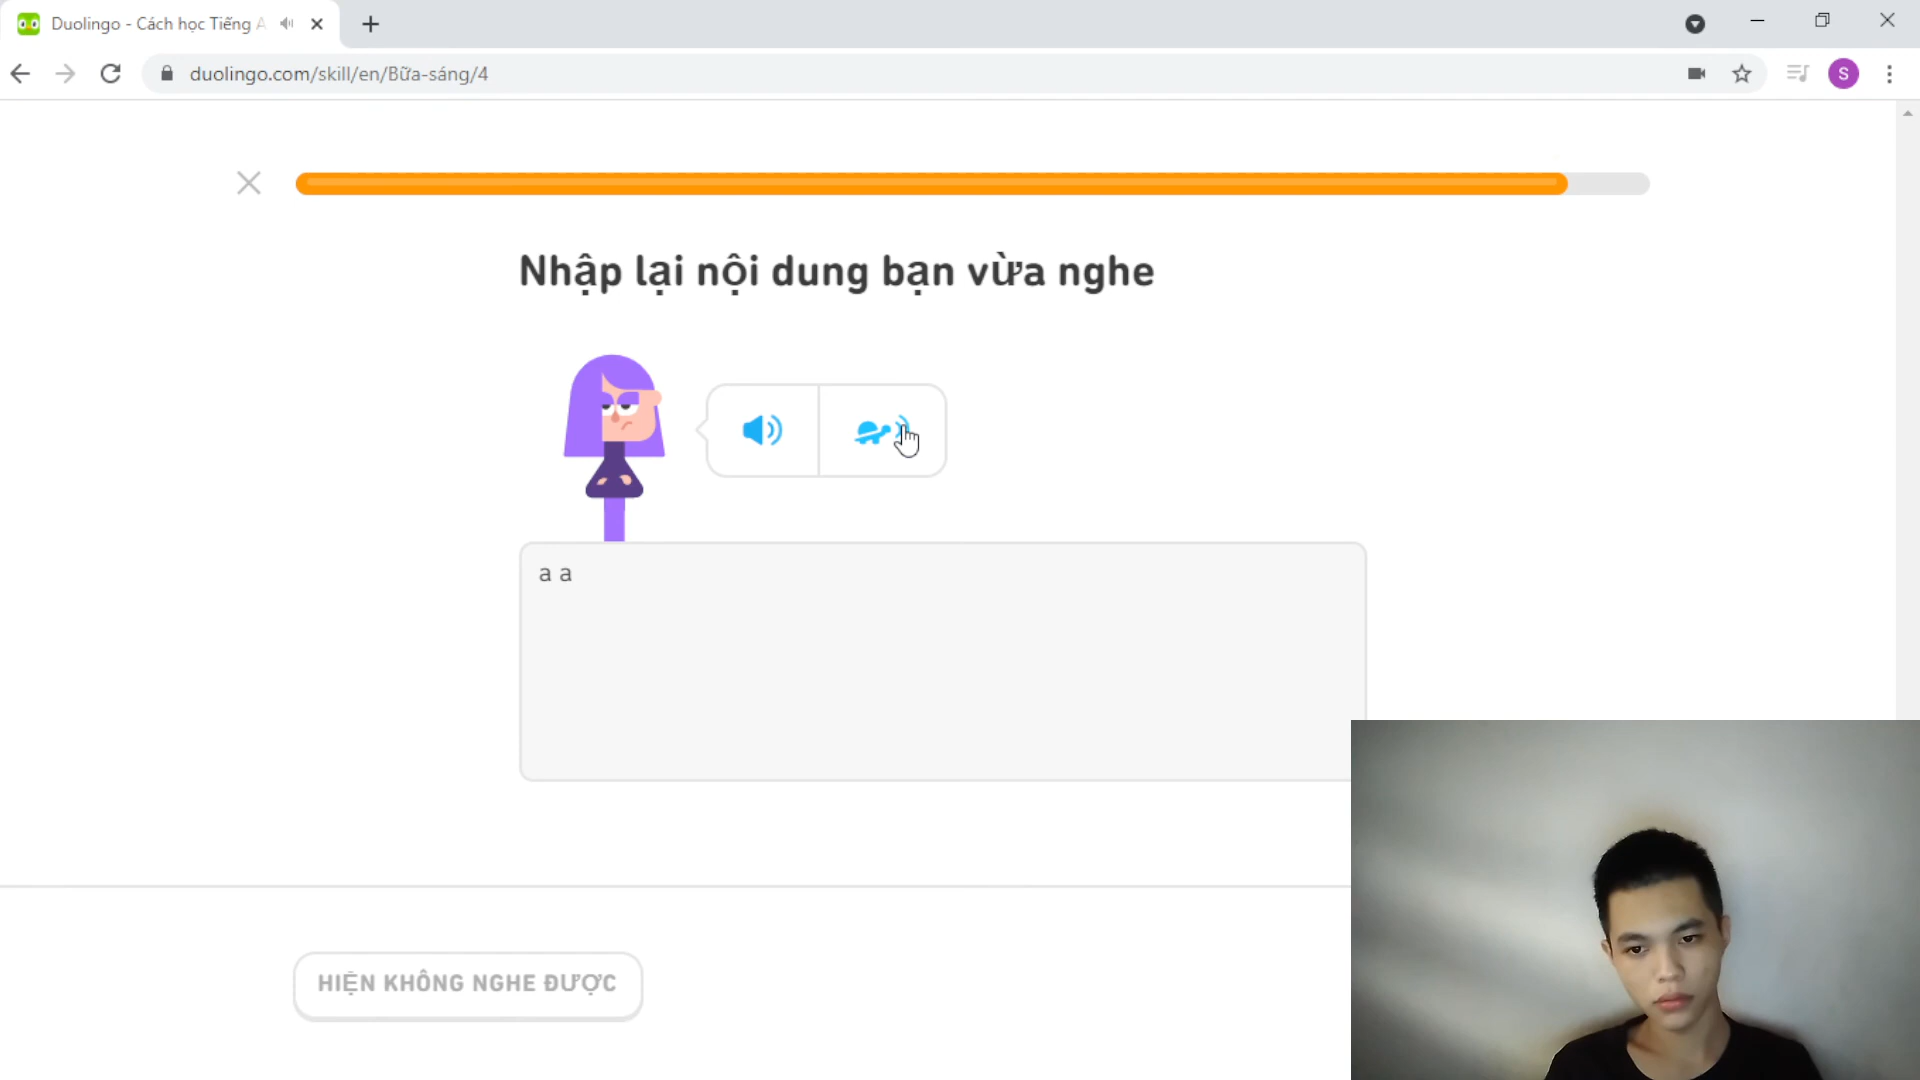 Duolingo - Cách học Tiếng A
duolingo.com/skill/en/Bữa-sáng/4
S
Nhập lại nội dung bạn vừa nghe
a a
HIỆN KHÔNG NGHE ĐƯỢC